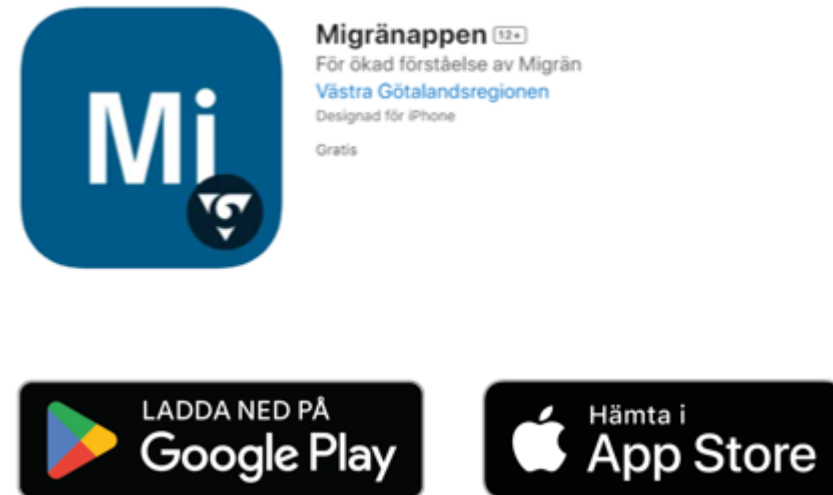 Mi
Migränappen 12+
För ökad förståelse av Migrän
Västra Götalandsregionen
Designad för iPhone
Gratis
LADDA NED PÅ
Google Play
Hämta i
App Store